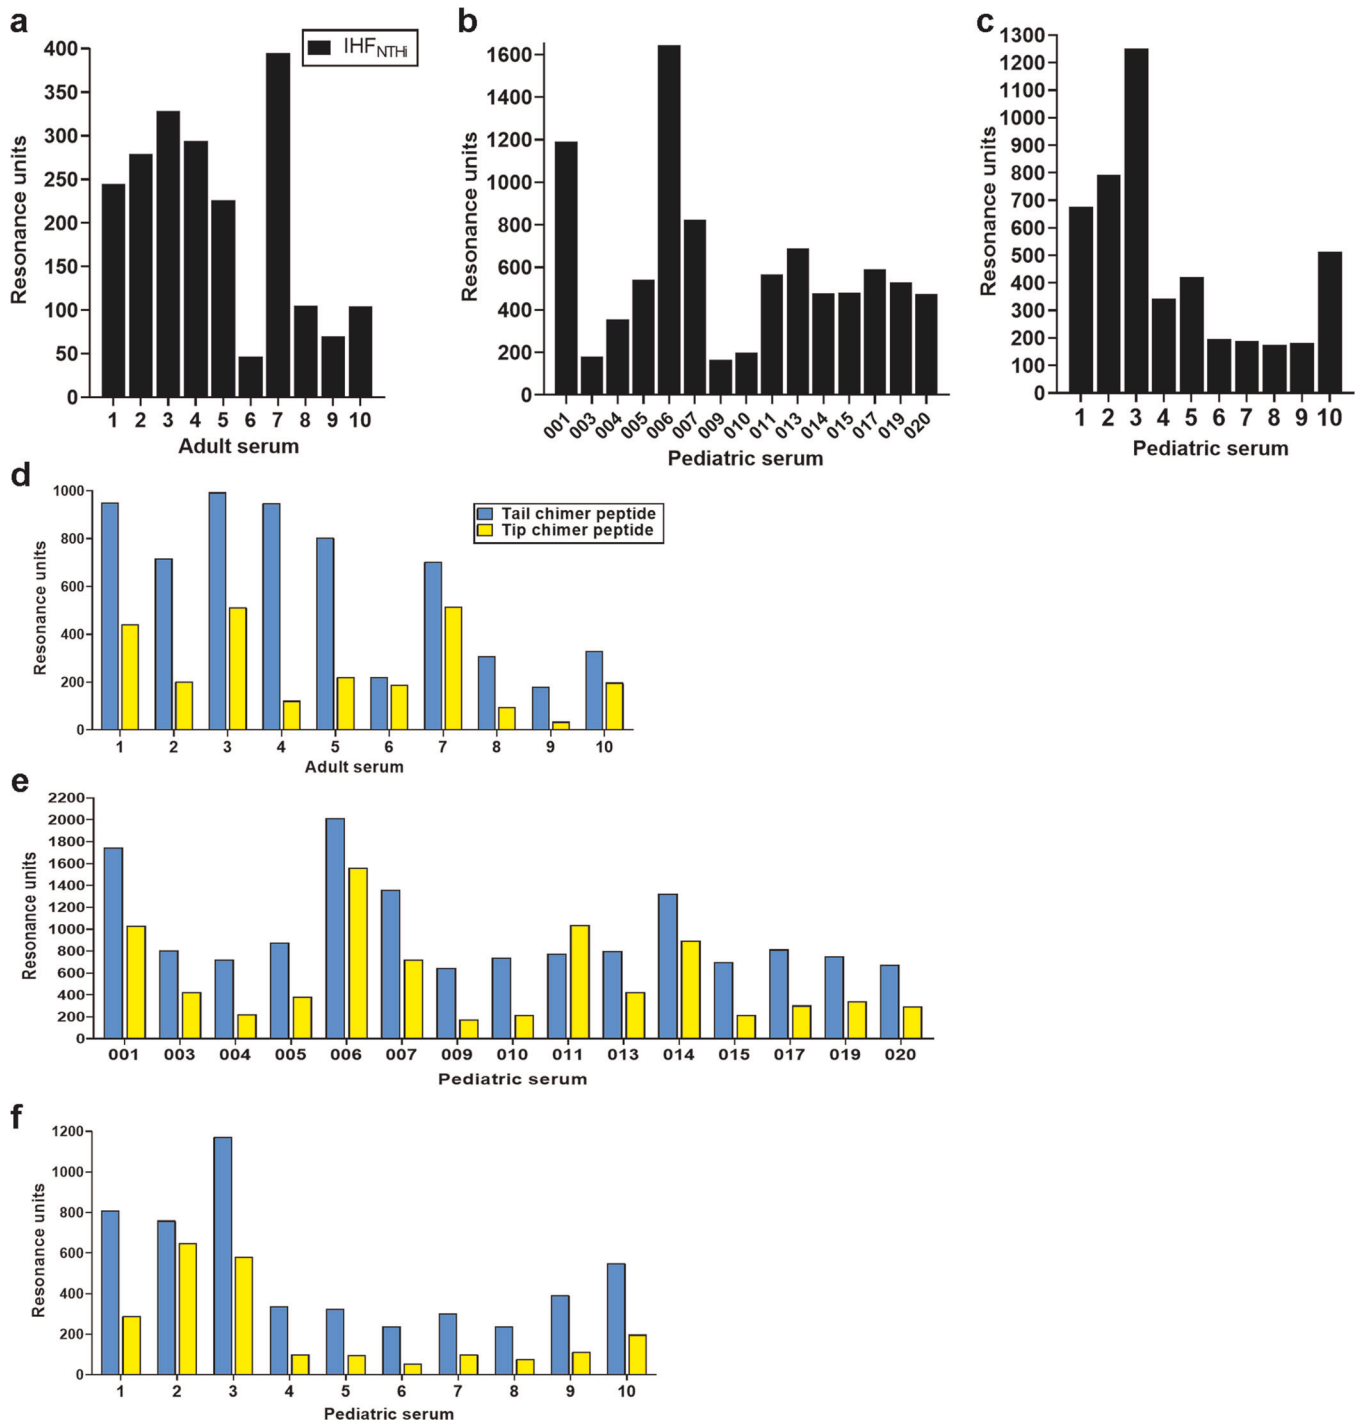 a
IHFNTHi
400
350
300
250
200
150
100
50
0
Resonance units
1 2 3 4 5 6 7 8 9 10
Adult serum
b
1600
1400
1200
1000
800
600
400
200
0
Resonance units
001 003 004 005 006 007 009 010 011 013 014 015 017 019 020
Pediatric serum
c
1300
1200
1100
1000
900
800
700
600
500
400
300
200
100
0
Resonance units
1 2 3 4 5 6 7 8 9 10
Pediatric serum
d
Tail chimer peptide
Tip chimer peptide
1000
800
600
400
200
0
Resonance units
1 2 3 4 5 6 7 8 9 10
Adult serum
e
2200
2000
1800
1600
1400
1200
1000
800
600
400
200
0
Resonance units
001 003 004 005 006 007 009 010 011 013 014 015 017 019 020
Pediatric serum
f
1200
1000
800
600
400
200
0
Resonance units
1 2 3 4 5 6 7 8 9 10
Pediatric serum